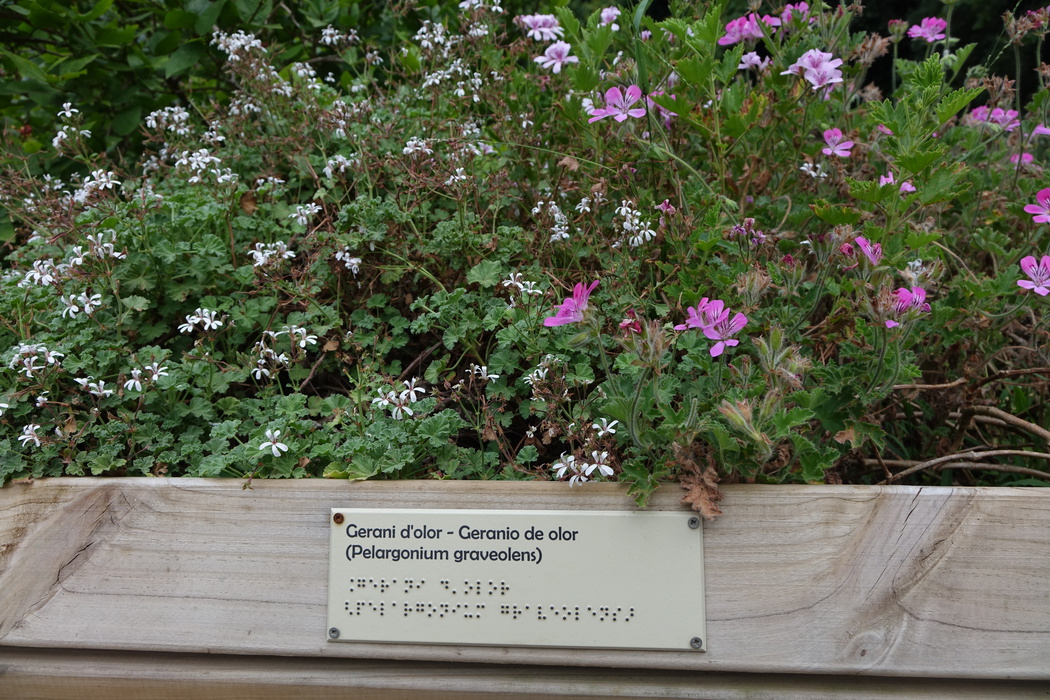 Gerani d'olor - Geranio de olor
(Pelargonium graveolens)